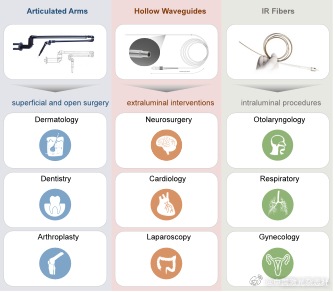 Articulated Arms
Hollow Waveguides
IR Fibers
superficial and open surgery
extraluminal interventions
intraluminal procedures
Dermatology
Neurosurgery
Otolaryngology
Dentistry
Cardiology
Respiratory
Arthroplasty
Laparoscopy
Gynecology